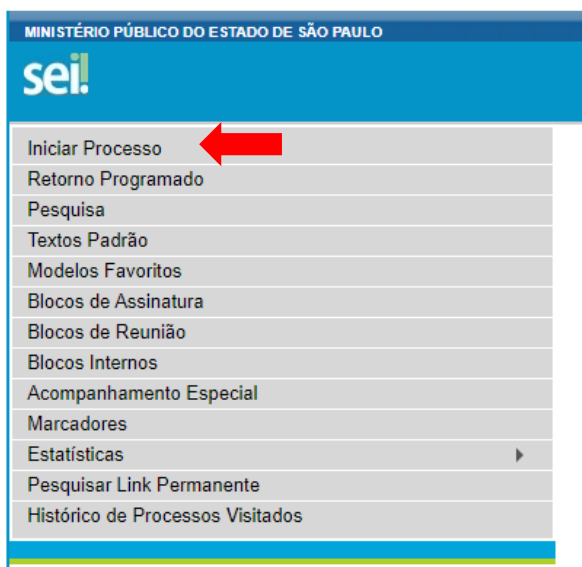 MINISTÉRIO PÚBLICO DO ESTADO DE SÃO PAULO
sei!
Iniciar Processo
Retorno Programado
Pesquisa
Textos Padrão
Modelos Favoritos
Blocos de Assinatura
Blocos de Reunião
Blocos Internos
Acompanhamento Especial
Marcadores
Estatísticas
Pesquisar Link Permanente
Histórico de Processos Visitados